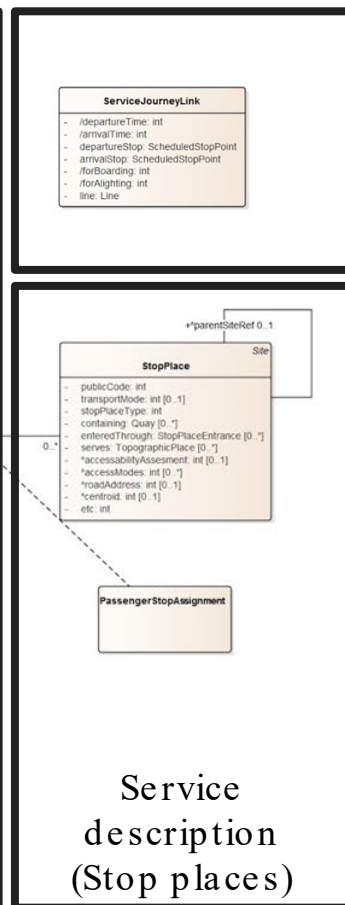 ServiceJourneyLink
- /departureTime: int
- /arrivalTime: int
- departureStop: ScheduledStopPoint
- arrivalStop: ScheduledStopPoint
- /forBoarding: int
- /forAlighting: int
- line: Line
+*parentSiteRef 0..1
Site
StopPlace
- publicCode: int
- transportMode: int [0..1]
- stopPlaceType: int
- containing: Quay [0..*]
- enteredThrough: StopPlaceEntrance [0..*]
- serves: TopographicPlace [0..*]
- *accessabilityAssesment: int [0..1]
- *accessModes: int [0..*]
- *roadAddress: int [0..1]
- *centroid: int [0..1]
- etc: int
0..*
PassengerStopAssignment
Service
description
(Stop places)